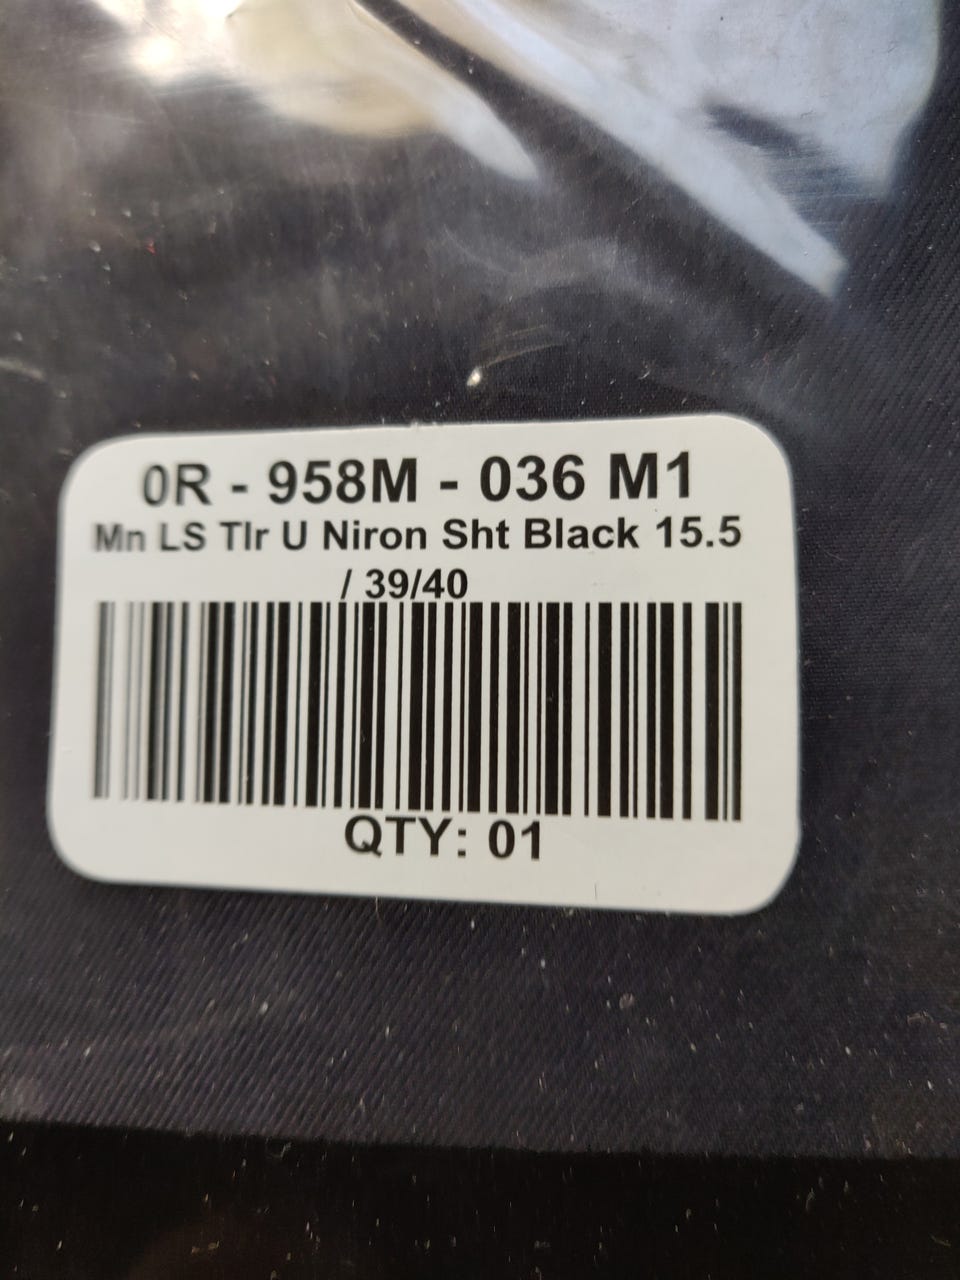 0R - 958M - 036 M1
Mn LS Tlr U Niron Sht Black 15.5
/ 39/40
QTY: 01